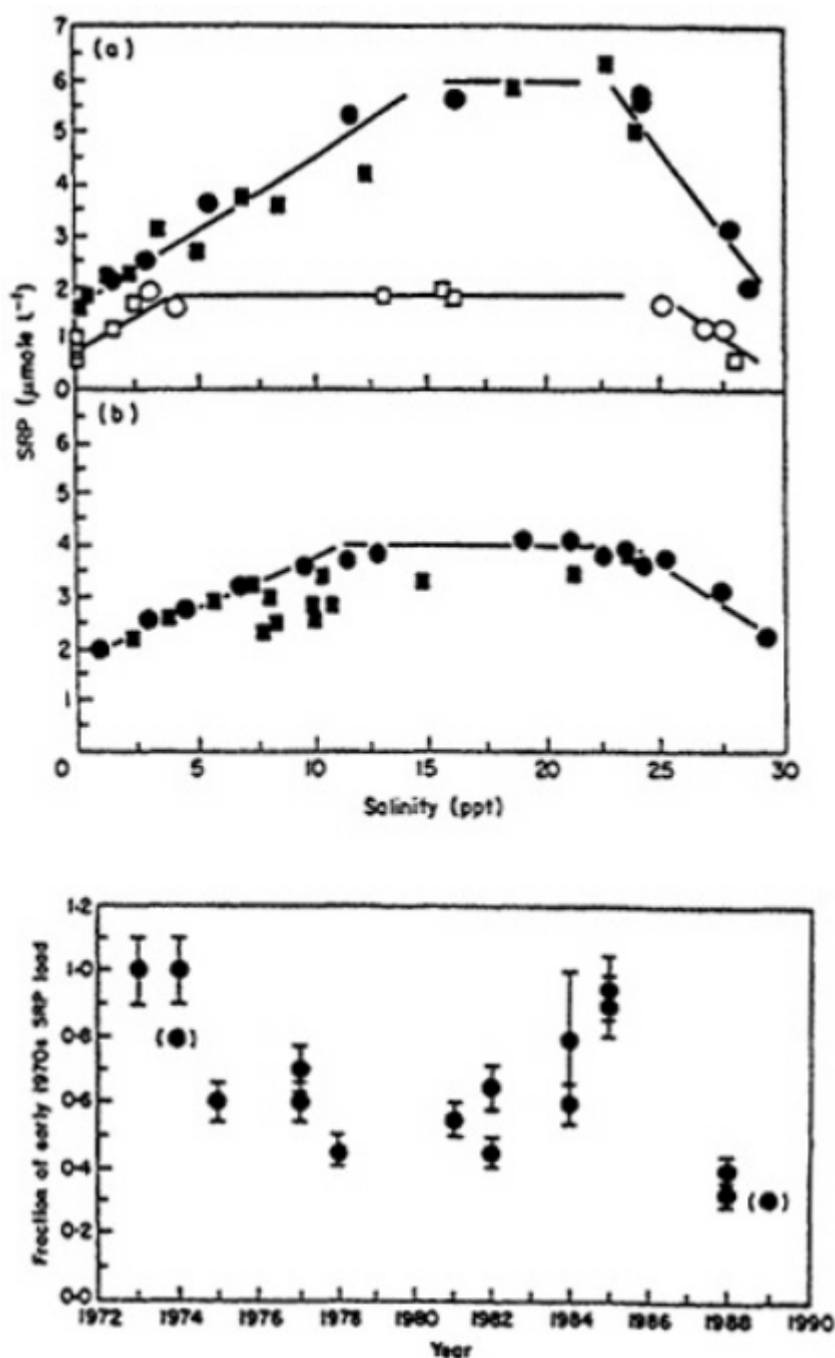 7
(a)
6
5
4
3
2
1
0
SRP (μmole L⁻¹)
(b)
6
5
4
3
2
1
0 5 10 15 20 25 30
Salinity (ppt)
1·2
1·0
0·8
0·6
0·4
0·2
0·0
Fraction of early 1970s SRP load
( )
( )
1972 1974 1976 1978 1980 1982 1984 1986 1988 1990
Year